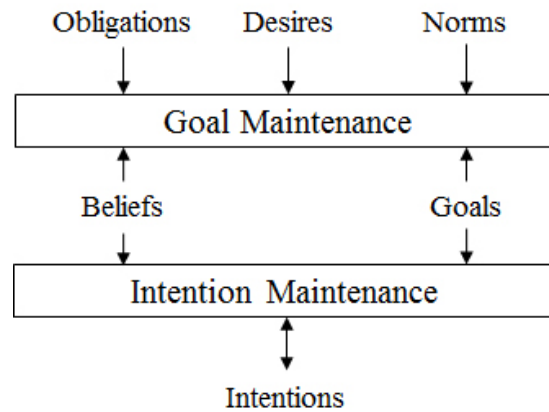 Obligations Desires Norms
Goal Maintenance
Beliefs Goals
Intention Maintenance
Intentions